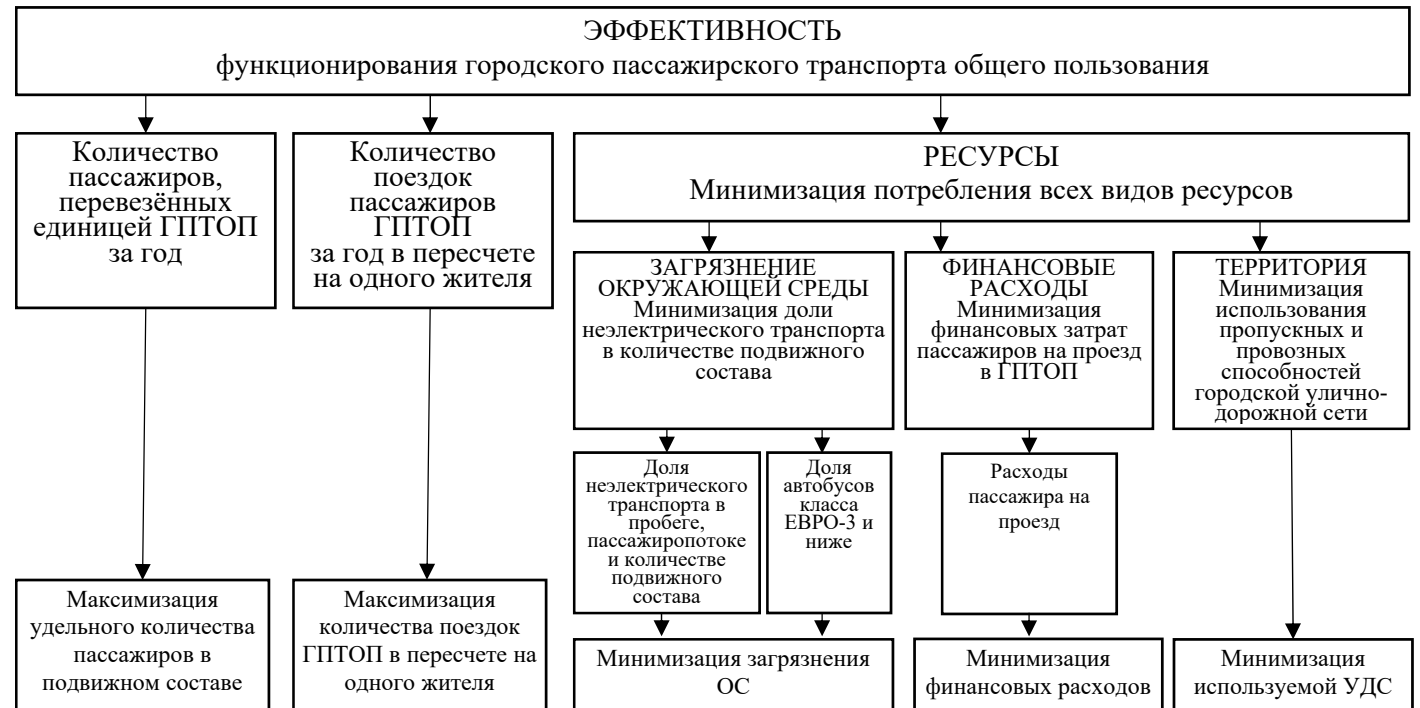 ЭФФЕКТИВНОСТЬ
функционирования городского пассажирского транспорта общего пользования
Количество
пассажиров,
перевезённых
единицей ГПТОП
за год
Количество
поездок
пассажиров
ГПТОП
за год в пересчете
на одного жителя
РЕСУРСЫ
Минимизация потребления всех видов ресурсов
ЗАГРЯЗНЕНИЕ
ОКРУЖАЮЩЕЙ СРЕДЫ
Минимизация доли
неэлектрического транспорта
в количестве подвижного
состава
ФИНАНСОВЫЕ
РАСХОДЫ
Минимизация
финансовых затрат
пассажиров на проезд
в ГПТОП
ТЕРРИТОРИЯ
Минимизация
использования
пропускных и
провозных
способностей
городской улично-
дорожной сети
Доля
неэлектрического
транспорта в
пробеге,
пассажиропотоке
и количестве
подвижного
состава
Доля
автобусов
класса
ЕВРО-3 и
ниже
Расходы
пассажира на
проезд
Максимизация
удельного количества
пассажиров в
подвижном составе
Максимизация
количества поездок
ГПТОП в пересчете на
одного жителя
Минимизация загрязнения
ОС
Минимизация
финансовых расходов
Минимизация
используемой УДС